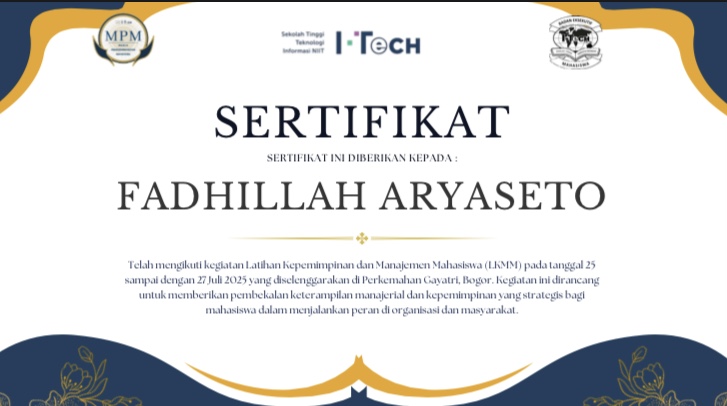 MPM
Sekolah Tinggi
Teknologi
Informasi NIIT
I-Tech
BADAN EKSEKUTIF
MAHASISWA
SERTIFIKAT
SERTIFIKAT INI DIBERIKAN KEPADA :
FADHILLAH ARYASETO
Telah mengikuti kegiatan Latihan Kepemimpinan dan Manajemen Mahasiswa (LKMM) pada tanggal 25
sampai dengan 27 Juli 2025 yang diselenggarakan di Perkemahan Gayatri, Bogor. Kegiatan ini dirancang
untuk memberikan pembekalan keterampilan manajerial dan kepemimpinan yang strategis bagi
mahasiswa dalam menjalankan peran di organisasi dan masyarakat.